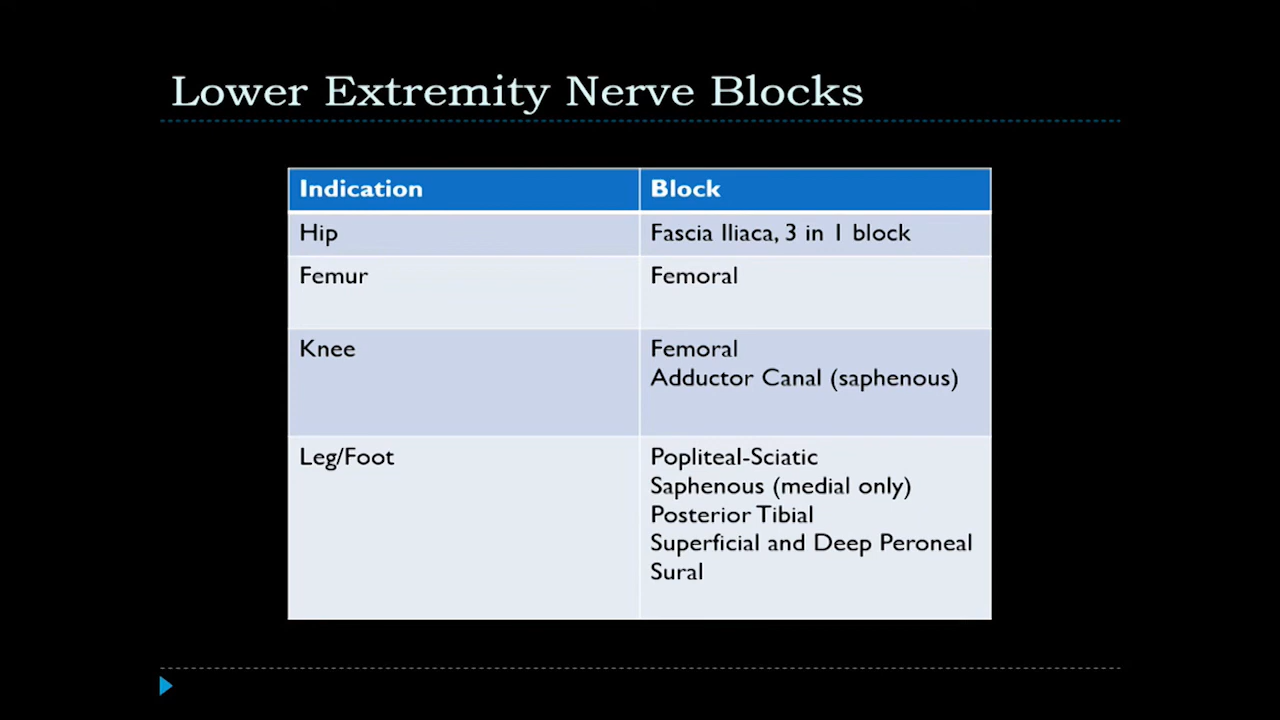 Lower Extremity Nerve Blocks
Indication
Block
Hip
Fascia Iliaca, 3 in 1 block
Femur
Femoral
Knee
Femoral
Adductor Canal (saphenous)
Leg/Foot
Popliteal-Sciatic
Saphenous (medial only)
Posterior Tibial
Superficial and Deep Peroneal
Sural